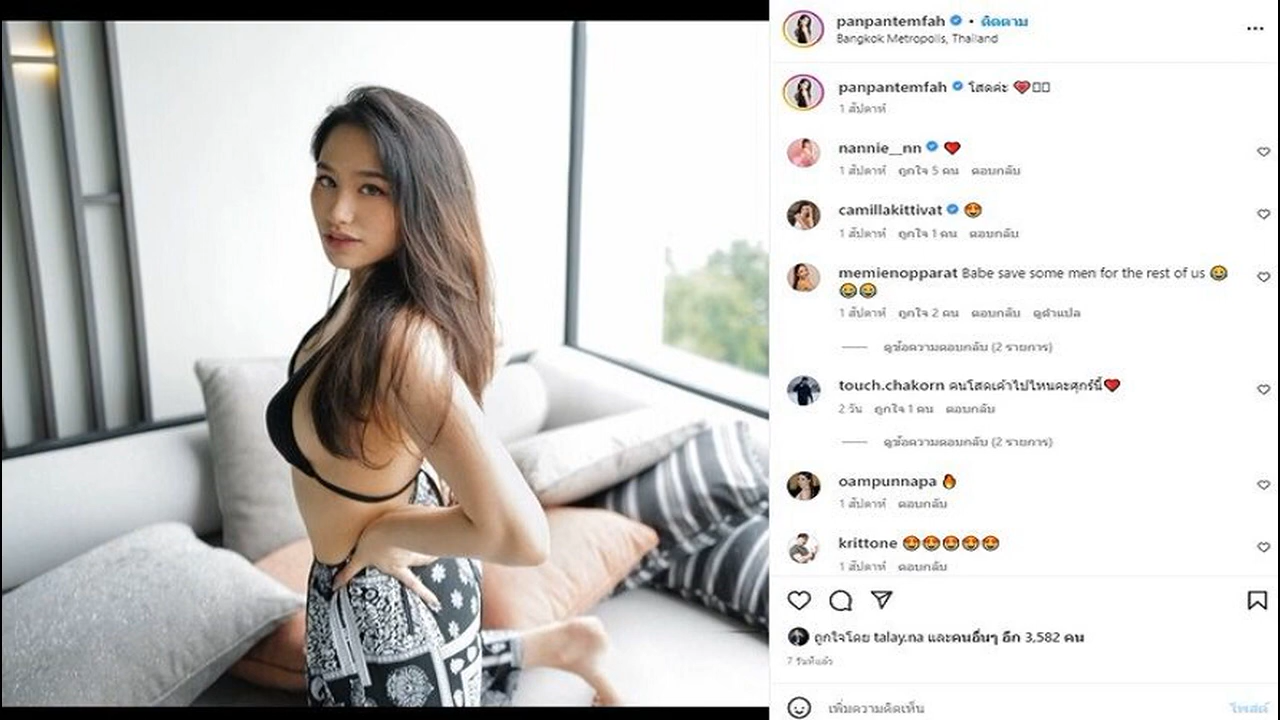 panpantemfah • ติดตาม
Bangkok Metropolis, Thailand
panpantemfah โสดค่ะ
1 สัปดาห์
nannie__nn
1 สัปดาห์ ถูกใจ 5 คน ตอบกลับ
camillakittivat
1 สัปดาห์ ถูกใจ 1 คน ตอบกลับ
memienopparat Babe save some men for the rest of us 😂
😂😂
1 สัปดาห์ ถูกใจ 2 คน ตอบกลับ ดูคำแปล
ดูข้อความตอบกลับ (2 รายการ)
touch.chakorn คนโสดเค้าไปไหนคะศุกร์นี้❤️
2 วัน ถูกใจ 1 คน ตอบกลับ
ดูข้อความตอบกลับ (2 รายการ)
oampunnapa 🔥
1 สัปดาห์ ตอบกลับ
krittone 🤩🤩🤩🤩🤩
1 สัปดาห์ ตอบกลับ
ถูกใจโดย talay.na และคนอื่นๆ อีก 3,582 คน
7 วันที่แล้ว
เพิ่มความคิดเห็น
โพสต์